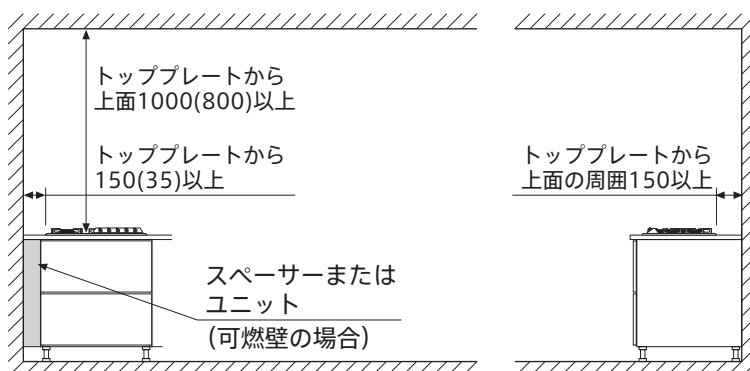 トッププレートから
上面1000(800)以上
トッププレートから
150(35)以上
トッププレートから
上面の周囲150以上
スペーサーまたは
ユニット
(可燃壁の場合)